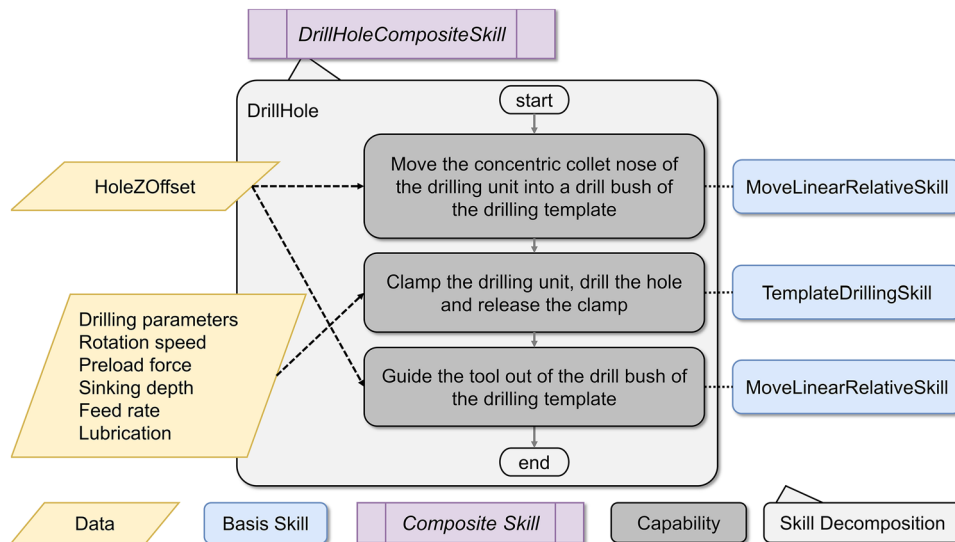 DrillHoleCompositeSkill
DrillHole
start
HoleZOffset
Move the concentric collet nose of
the drilling unit into a drill bush of
the drilling template
MoveLinearRelativeSkill
Clamp the drilling unit, drill the hole
and release the clamp
TemplateDrillingSkill
Drilling parameters
Rotation speed
Preload force
Sinking depth
Feed rate
Lubrication
Guide the tool out of the drill bush of
the drilling template
MoveLinearRelativeSkill
end
Data
Basis Skill
Composite Skill
Capability
Skill Decomposition